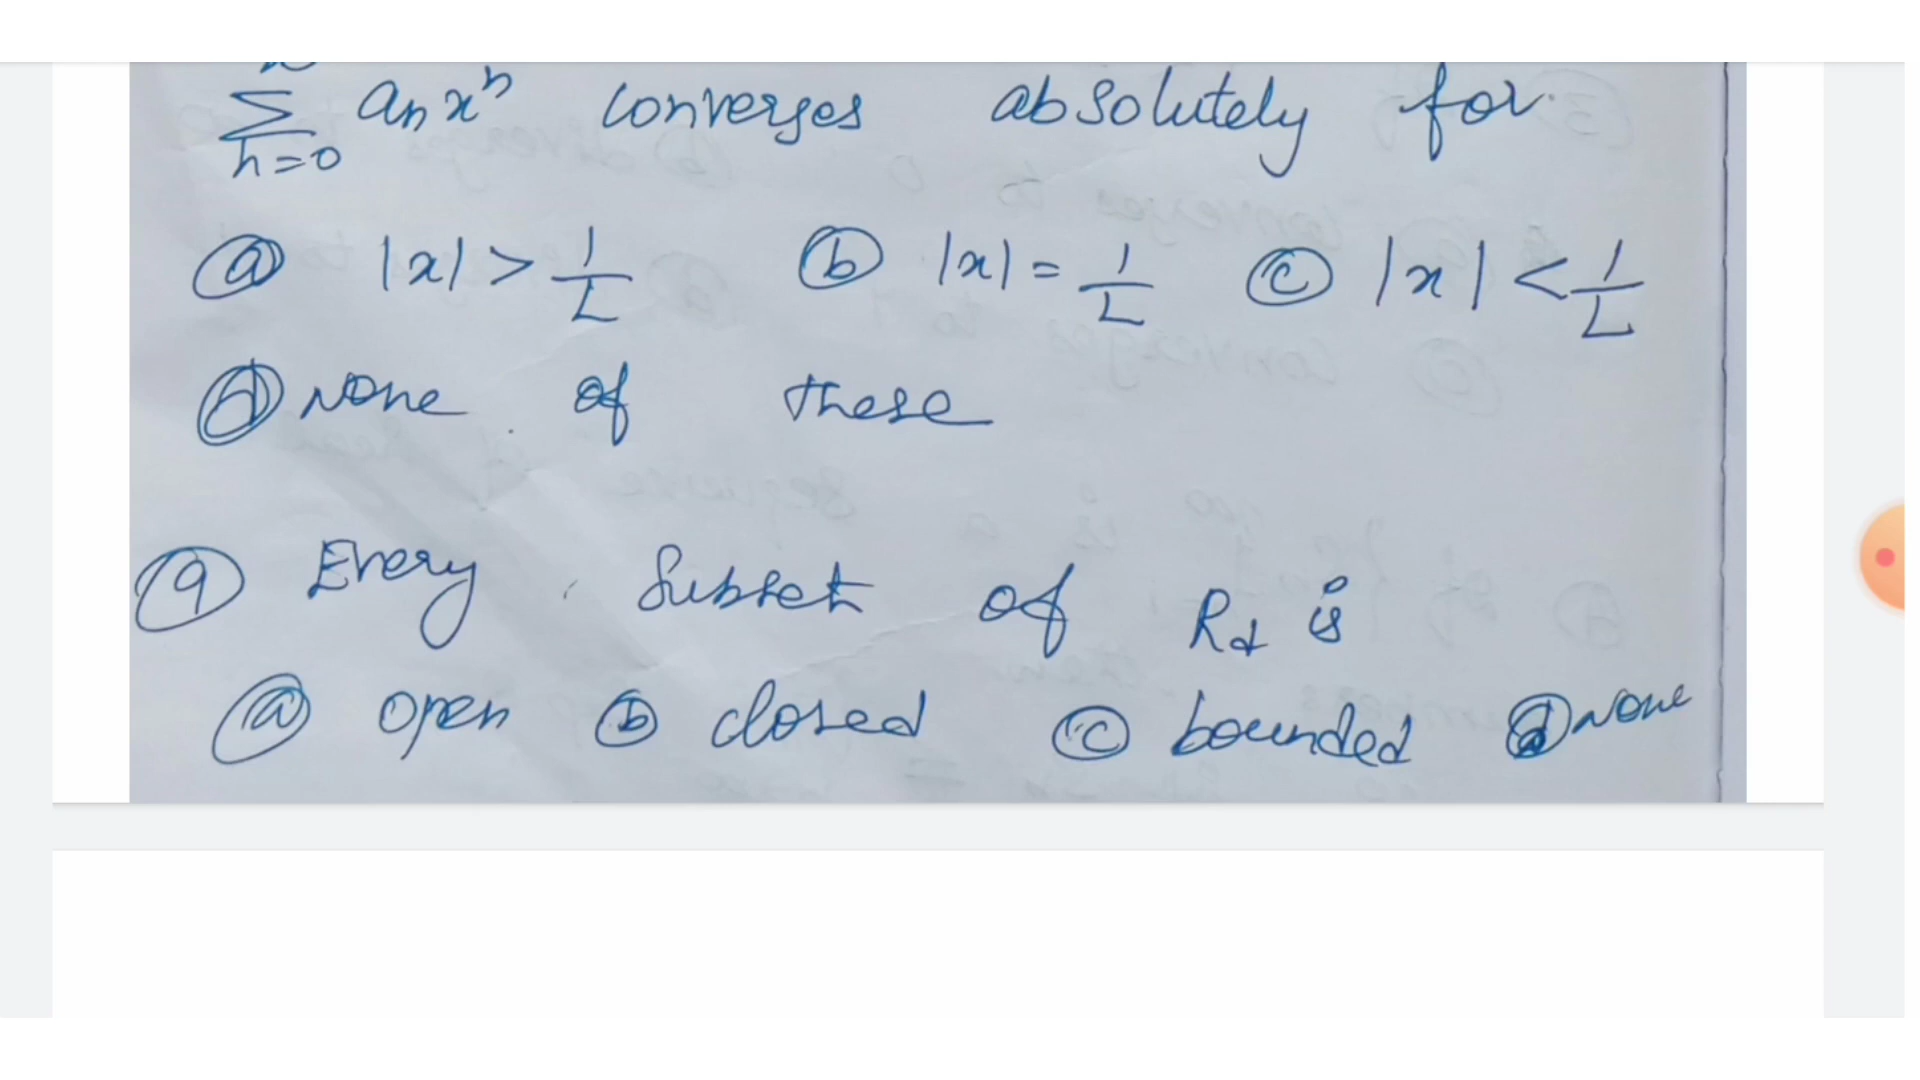 ∑ aₙxⁿ converges absolutely for
n=0
ⓐ |x| > 1/L ⓑ |x| = 1/L ⓒ |x| < 1/L
ⓓ None of these
⑨ Every Subset of R_d is
ⓐ open ⓑ closed ⓒ bounded ⓓ None